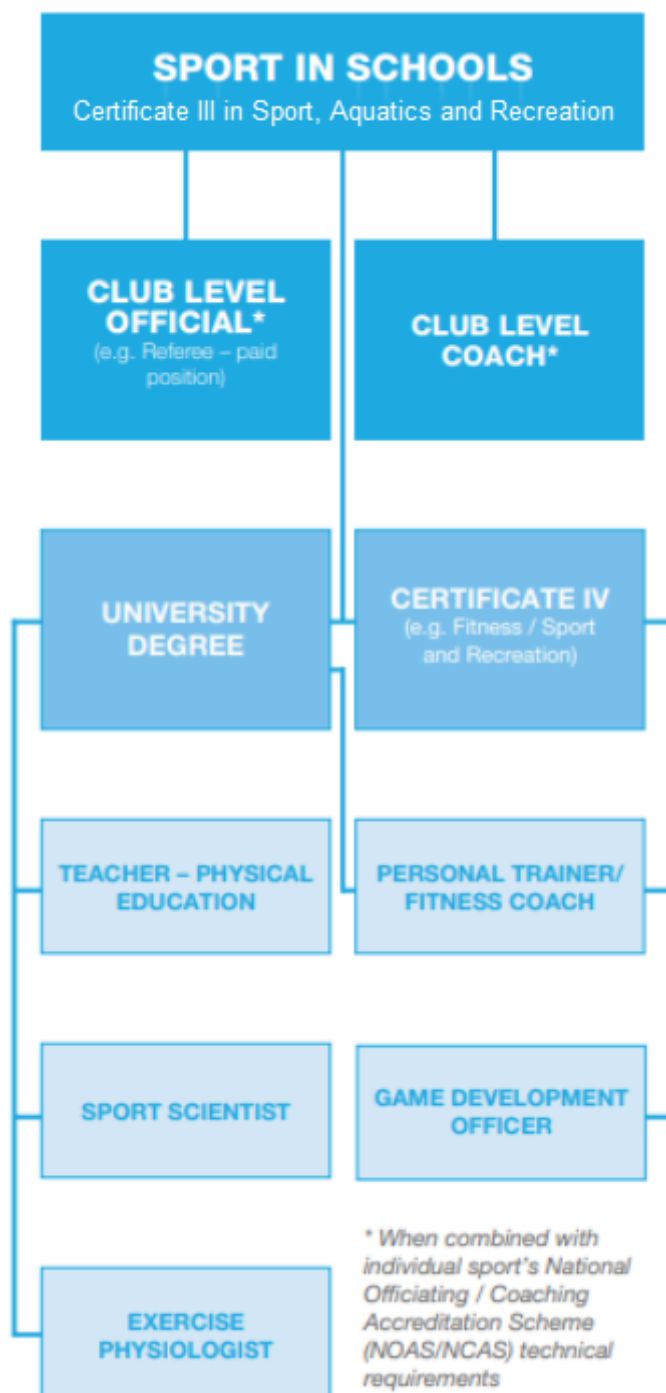 SPORT IN SCHOOLS
Certificate III in Sport, Aquatics and Recreation
CLUB LEVEL
OFFICIAL*
(e.g. Referee – paid
position)
CLUB LEVEL
COACH*
UNIVERSITY
DEGREE
CERTIFICATE IV
(e.g. Fitness / Sport
and Recreation)
TEACHER – PHYSICAL
EDUCATION
PERSONAL TRAINER/
FITNESS COACH
SPORT SCIENTIST
GAME DEVELOPMENT
OFFICER
EXERCISE
PHYSIOLOGIST
* When combined with
individual sport's National
Officiating / Coaching
Accreditation Scheme
(NOAS/NCAS) technical
requirements